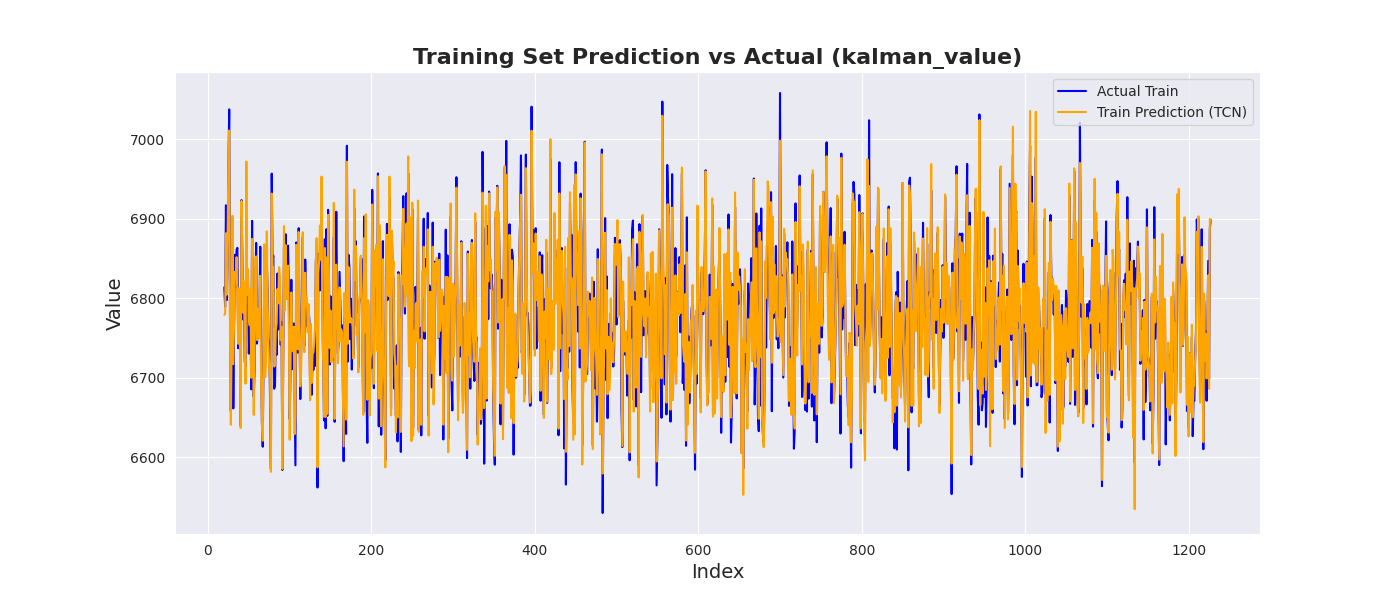 Training Set Prediction vs Actual (kalman_value)
Actual Train
Train Prediction (TCN)
7000
6900
6800
6700
6600
Value
0 200 400 600 800 1000 1200
Index